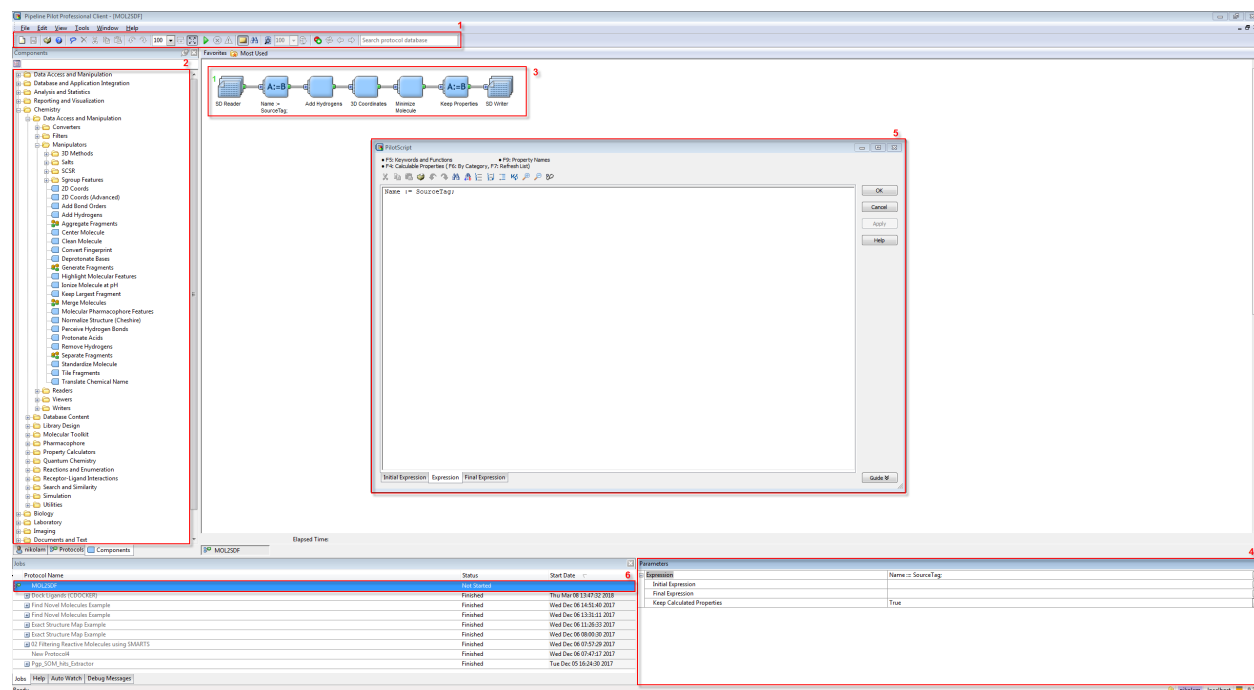 Pipeline Pilot Professional Client - [MOL2SDF]
File Edit View Tools Window Help
1
100
100
Search protocol database
Components
Favorites Most Used
2
Data Access and Manipulation
Database and Application Integration
Analysis and Statistics
Reporting and Visualization
Chemistry
Data Access and Manipulation
Converters
Filters
Manipulators
3D Methods
Salts
SCSR
Sgroup Features
2D Coords
2D Coords (Advanced)
Add Bond Orders
Add Hydrogens
Aggregate Fragments
Center Molecule
Clean Molecule
Convert Fingerprint
Deprotonate Bases
Generate Fragments
Highlight Molecular Features
Ionize Molecule at pH
Keep Largest Fragment
Merge Molecules
Molecular Pharmacophore Features
Normalize Structure (Cheshire)
Perceive Hydrogen Bonds
Protonate Acids
Remove Hydrogens
Separate Fragments
Standardize Molecule
Tile Fragments
Translate Chemical Name
Readers
Viewers
Writers
Database Content
Library Design
Molecular Toolkit
Pharmacophore
Property Calculators
Quantum Chemistry
Reactions and Enumeration
Receptor-Ligand Interactions
Search and Similarity
Simulation
Utilities
Biology
Laboratory
Imaging
Documents and Text
nikolam Protocols Components
3
1
A:=B
A:=B
SD Reader
Name :=
SourceTag;
Add Hydrogens
3D Coordinates
Minimize
Molecule
Keep Properties
SD Writer
5
PilotScript
• F5: Keywords and Functions • F9: Property Names
• F4: Calculable Properties ( F6: By Category, F7: Refresh List)
Name := SourceTag;
OK
Cancel
Apply
Help
Initial Expression Expression Final Expression
Guide
Elapsed Time:
MOL2SDF
Jobs
Protocol Name Status Start Date 6
MOL2SDF Not Started
Dock Ligands (CDOCKER) Finished Thu Mar 08 13:47:32 2018
Find Novel Molecules Example Finished Wed Dec 06 14:51:40 2017
Find Novel Molecules Example Finished Wed Dec 06 13:31:11 2017
Exact Structure Map Example Finished Wed Dec 06 11:26:33 2017
Exact Structure Map Example Finished Wed Dec 06 08:00:30 2017
02 Filtering Reactive Molecules using SMARTS Finished Wed Dec 06 07:57:29 2017
New Protocol4 Finished Wed Dec 06 07:47:17 2017
Pgp_SOM_hits_Extractor Finished Tue Dec 05 16:24:30 2017
Jobs Help Auto Watch Debug Messages
4
Parameters
Expression Name := SourceTag;
Initial Expression
Final Expression
Keep Calculated Properties True
Ready
nikolam localhost